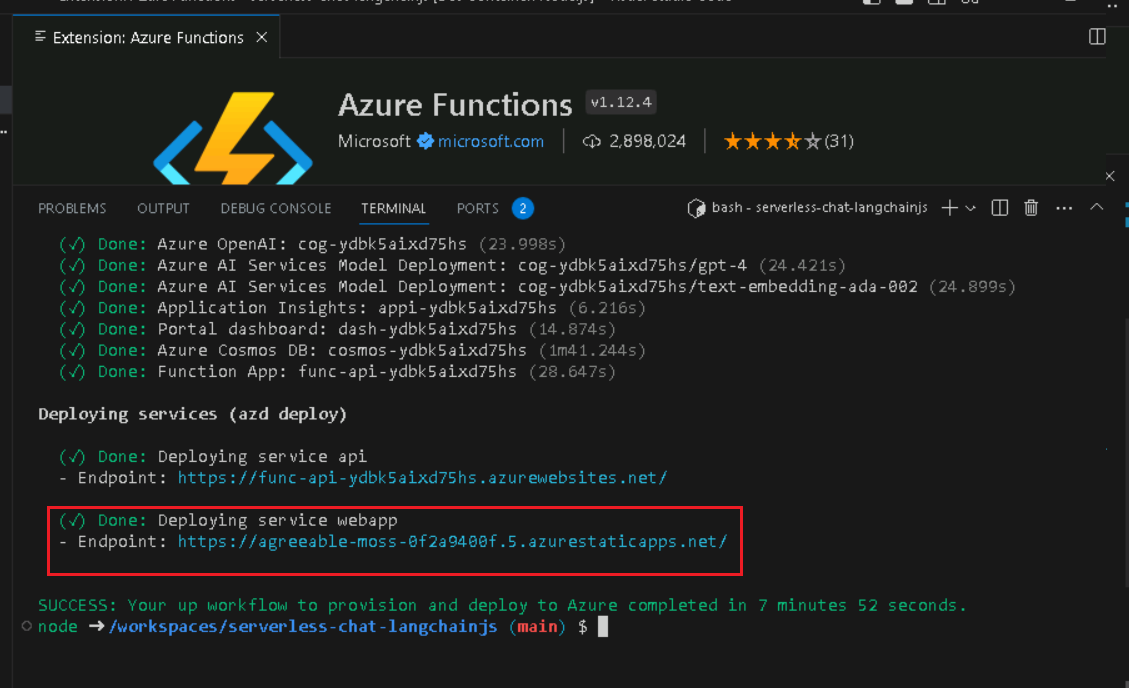 Extension: Azure Functions
Azure Functions v1.12.4
Microsoft microsoft.com 2,898,024 (31)
PROBLEMS OUTPUT DEBUG CONSOLE TERMINAL PORTS 2 bash - serverless-chat-langchainjs
(✓) Done: Azure OpenAI: cog-ydbk5aixd75hs (23.998s)
(✓) Done: Azure AI Services Model Deployment: cog-ydbk5aixd75hs/gpt-4 (24.421s)
(✓) Done: Azure AI Services Model Deployment: cog-ydbk5aixd75hs/text-embedding-ada-002 (24.899s)
(✓) Done: Application Insights: appi-ydbk5aixd75hs (6.216s)
(✓) Done: Portal dashboard: dash-ydbk5aixd75hs (14.874s)
(✓) Done: Azure Cosmos DB: cosmos-ydbk5aixd75hs (1m41.244s)
(✓) Done: Function App: func-api-ydbk5aixd75hs (28.647s)
Deploying services (azd deploy)
(✓) Done: Deploying service api
- Endpoint: https://func-api-ydbk5aixd75hs.azurewebsites.net/
(✓) Done: Deploying service webapp
- Endpoint: https://agreeable-moss-0f2a9400f.5.azurestaticapps.net/
SUCCESS: Your up workflow to provision and deploy to Azure completed in 7 minutes 52 seconds.
node ➜ /workspaces/serverless-chat-langchainjs (main) $